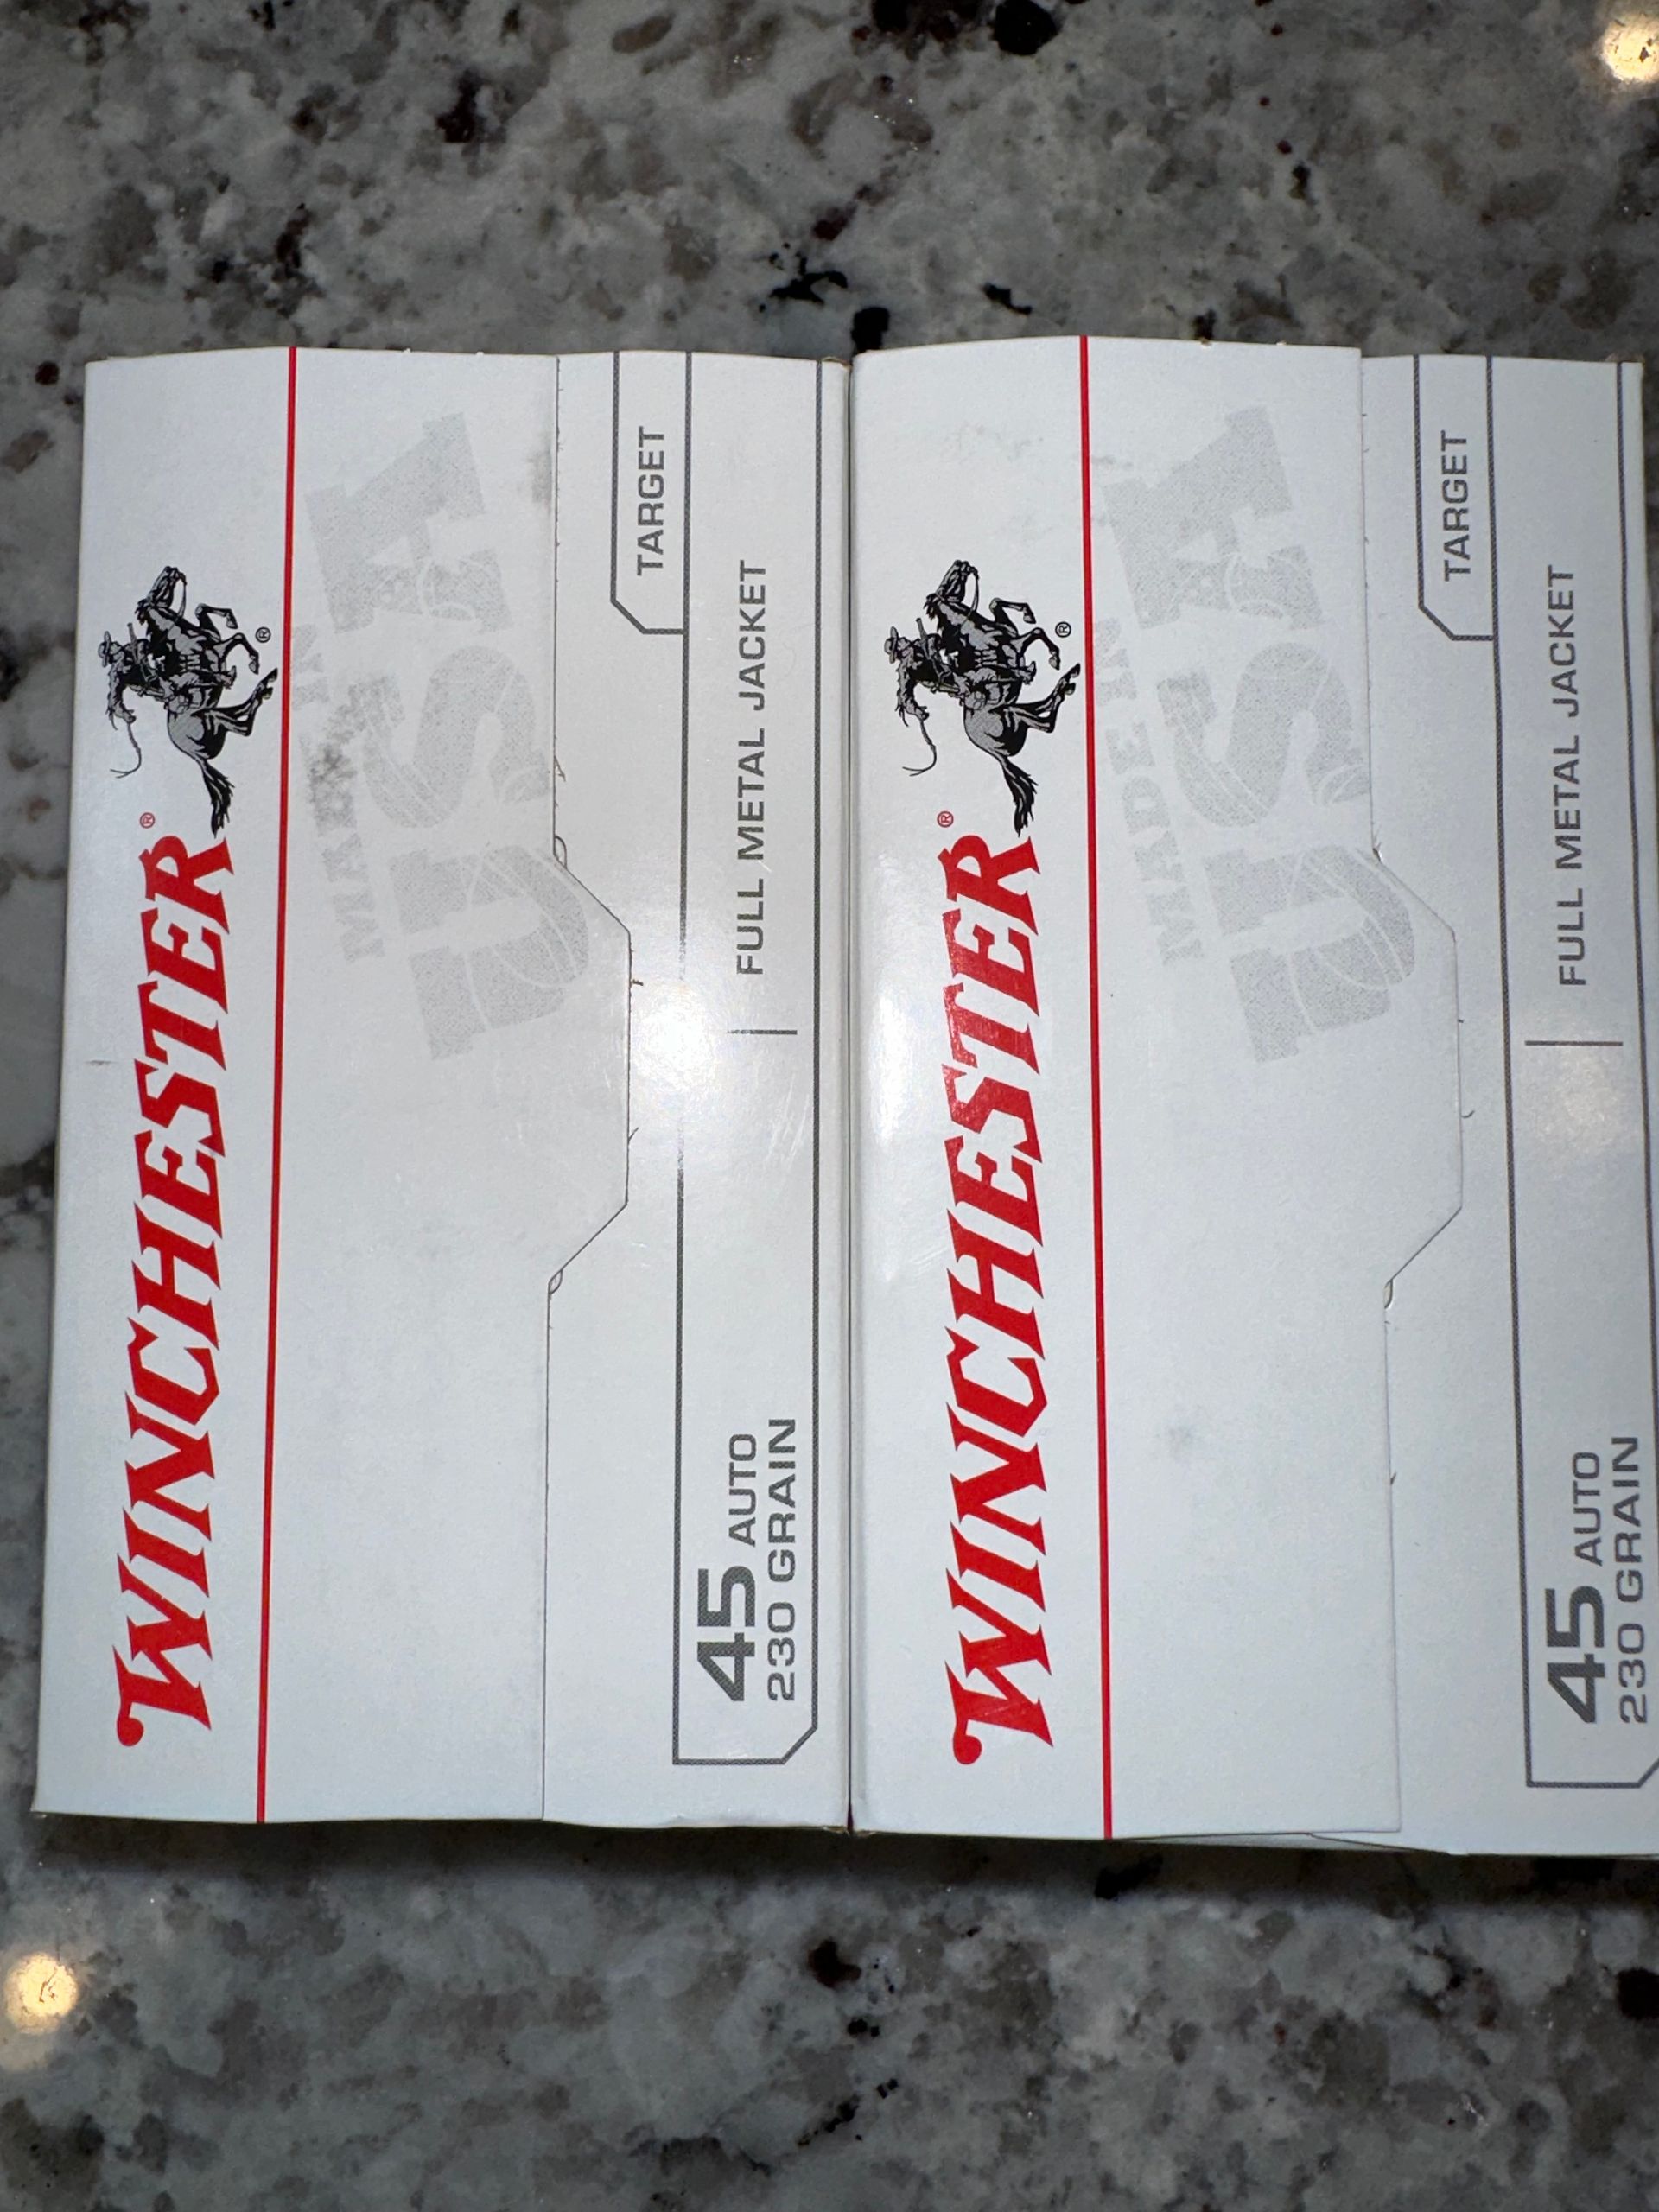 WINCHESTER®
®
MADE IN
USA
TARGET
FULL METAL JACKET
45 AUTO
230 GRAIN
WINCHESTER®
®
MADE IN
USA
TARGET
FULL METAL JACKET
45 AUTO
230 GRAIN